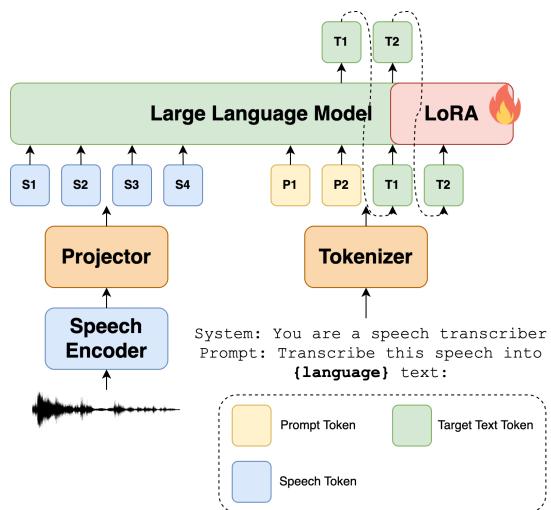 T1 T2
Large Language Model LoRA
S1 S2 S3 S4 P1 P2 T1 T2
Projector Tokenizer
Speech
Encoder
System: You are a speech transcriber
Prompt: Transcribe this speech into
{language} text:
Prompt Token Target Text Token
Speech Token